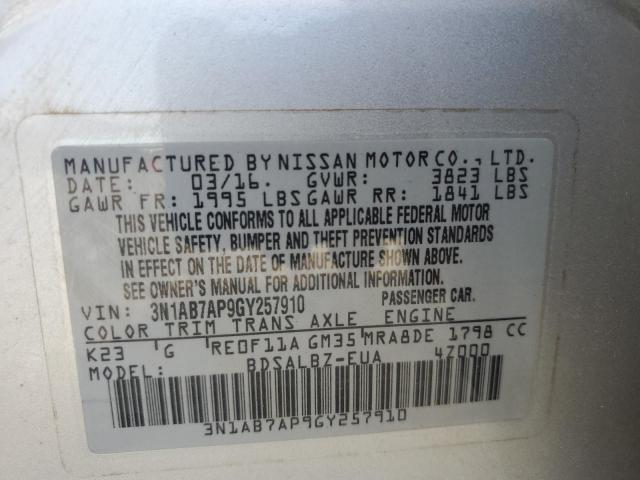 MANUFACTURED BY NISSAN MOTOR CO., LTD.
DATE: 03/16. GVWR: 3823 LBS
GAWR FR: 1995 LBS GAWR RR: 1841 LBS
THIS VEHICLE CONFORMS TO ALL APPLICABLE FEDERAL MOTOR
VEHICLE SAFETY, BUMPER AND THEFT PREVENTION STANDARDS
IN EFFECT ON THE DATE OF MANUFACTURE SHOWN ABOVE.
SEE OWNER'S MANUAL FOR ADDITIONAL INFORMATION.
VIN: 3N1AB7AP9GY257910 PASSENGER CAR.
COLOR TRIM TRANS AXLE ENGINE
K23 G RE0F11A GM35 MRA8DE 1798 CC
MODEL: BDSALBZ-EUA 4Z000
3N1AB7AP9GY257910